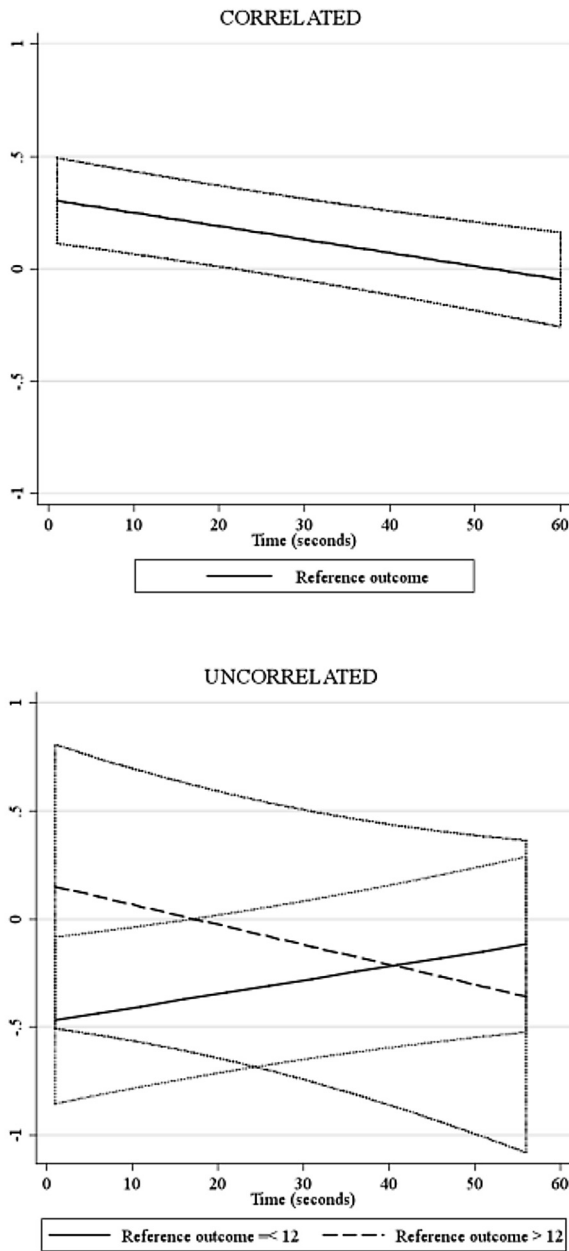 CORRELATED
1
.5
0
-.5
-1
0 10 20 30 40 50 60
Time (seconds)
Reference outcome
UNCORRELATED
1
.5
0
-.5
-1
0 10 20 30 40 50 60
Time (seconds)
Reference outcome =< 12 Reference outcome > 12